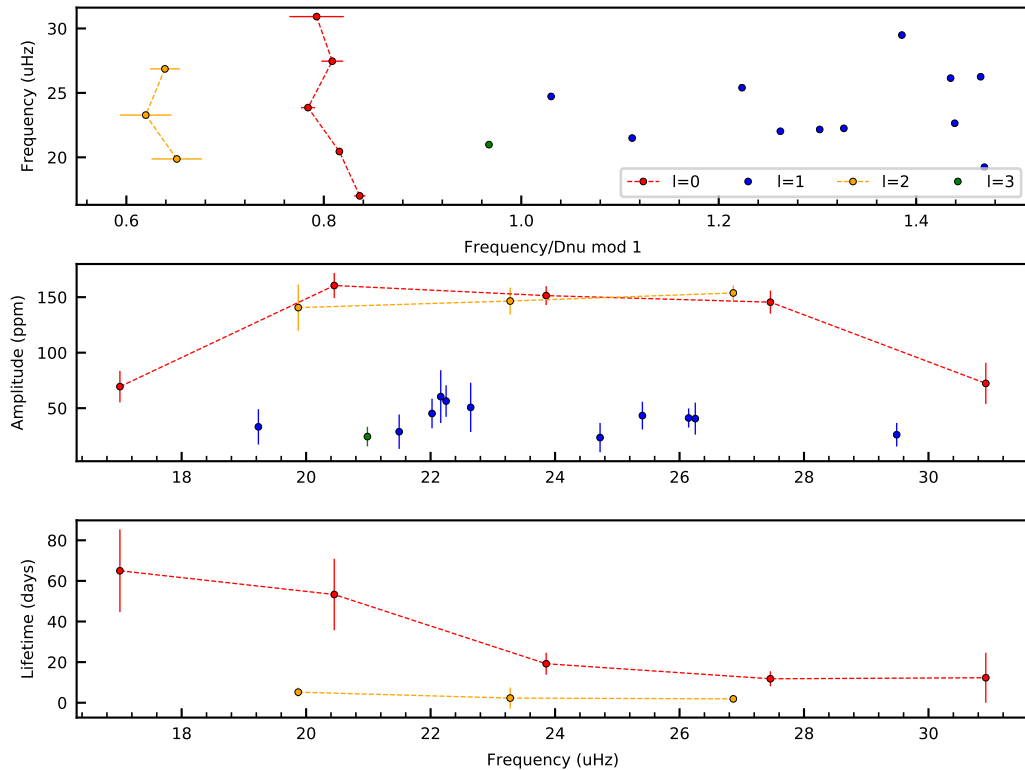 30
25
20
Frequency (uHz)
l=0 l=1 l=2 l=3
0.6 0.8 1.0 1.2 1.4
Frequency/Dnu mod 1
150
100
50
Amplitude (ppm)
18 20 22 24 26 28 30
80
60
40
20
0
Lifetime (days)
18 20 22 24 26 28 30
Frequency (uHz)